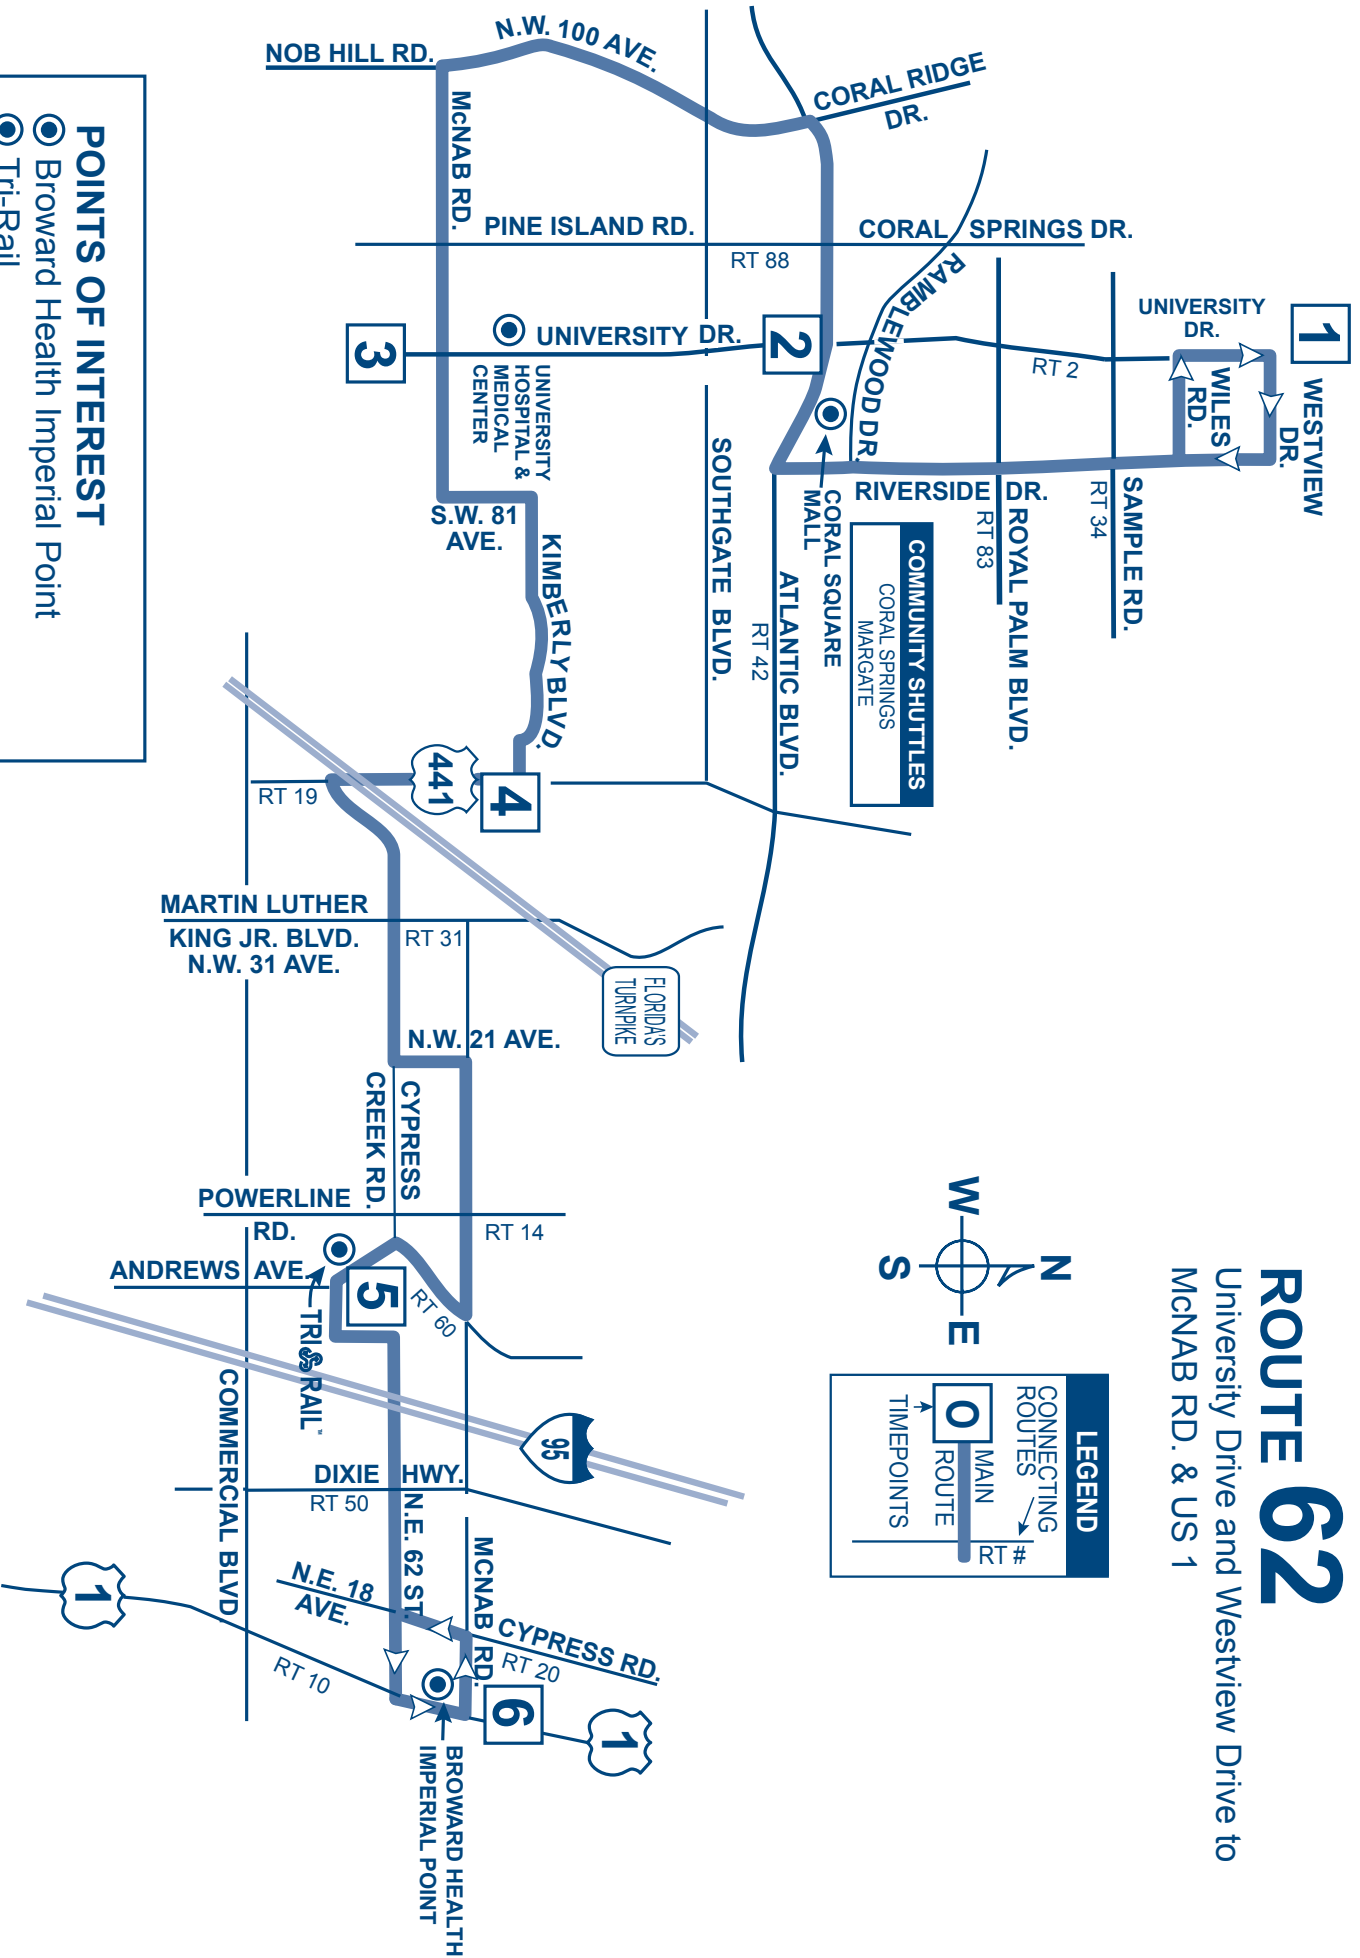 ROUTE 62
University Drive and Westview Drive to
McNAB RD. & US 1
N
W
E
S
LEGEND
CONNECTING
ROUTES
O
MAIN
ROUTE
RT #
TIMEPOINTS
1
WESTVIEW
DR.
UNIVERSITY
DR.
WILES
RD.
RT 2
SAMPLE RD.
RT 34
ROYAL PALM BLVD.
RT 83
RIVERSIDE DR.
CORAL RIDGE
DR.
CORAL SPRINGS DR.
RAMBLEWOOD DR.
N.W. 100 AVE.
NOB HILL RD.
McNAB RD.
PINE ISLAND RD.
RT 88
2
UNIVERSITY DR.
3
UNIVERSITY
HOSPITAL &
MEDICAL
CENTER
CORAL SQUARE
MALL
COMMUNITY SHUTTLES
CORAL SPRINGS
MARGATE
ATLANTIC BLVD.
RT 42
SOUTHGATE BLVD.
S.W. 81
AVE.
KIMBERLY BLVD.
4
441
RT 19
MARTIN LUTHER
KING JR. BLVD.
N.W. 31 AVE.
RT 31
FLORIDA'S
TURNPIKE
N.W. 21 AVE.
CYPRESS
CREEK RD.
POWERLINE
RD.
RT 14
ANDREWS AVE.
5
RT 60
TRI RAIL
95
COMMERCIAL BLVD
DIXIE HWY.
RT 50
N.E. 62 ST.
MCNAB RD.
N.E. 18
AVE.
CYPRESS RD.
RT 20
RT 10
1
6
1
BROWARD HEALTH
IMPERIAL POINT
POINTS OF INTEREST
Broward Health Imperial Point
Tri-Rail